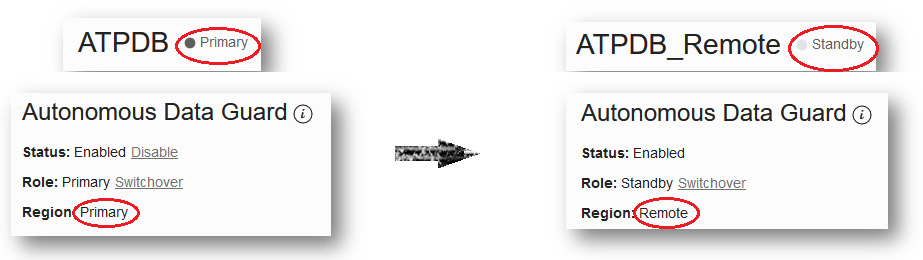 ATPDB Primary
Autonomous Data Guard i
Status: Enabled Disable
Role: Primary Switchover
Region: Primary
ATPDB_Remote Standby
Autonomous Data Guard i
Status: Enabled
Role: Standby Switchover
Region: Remote